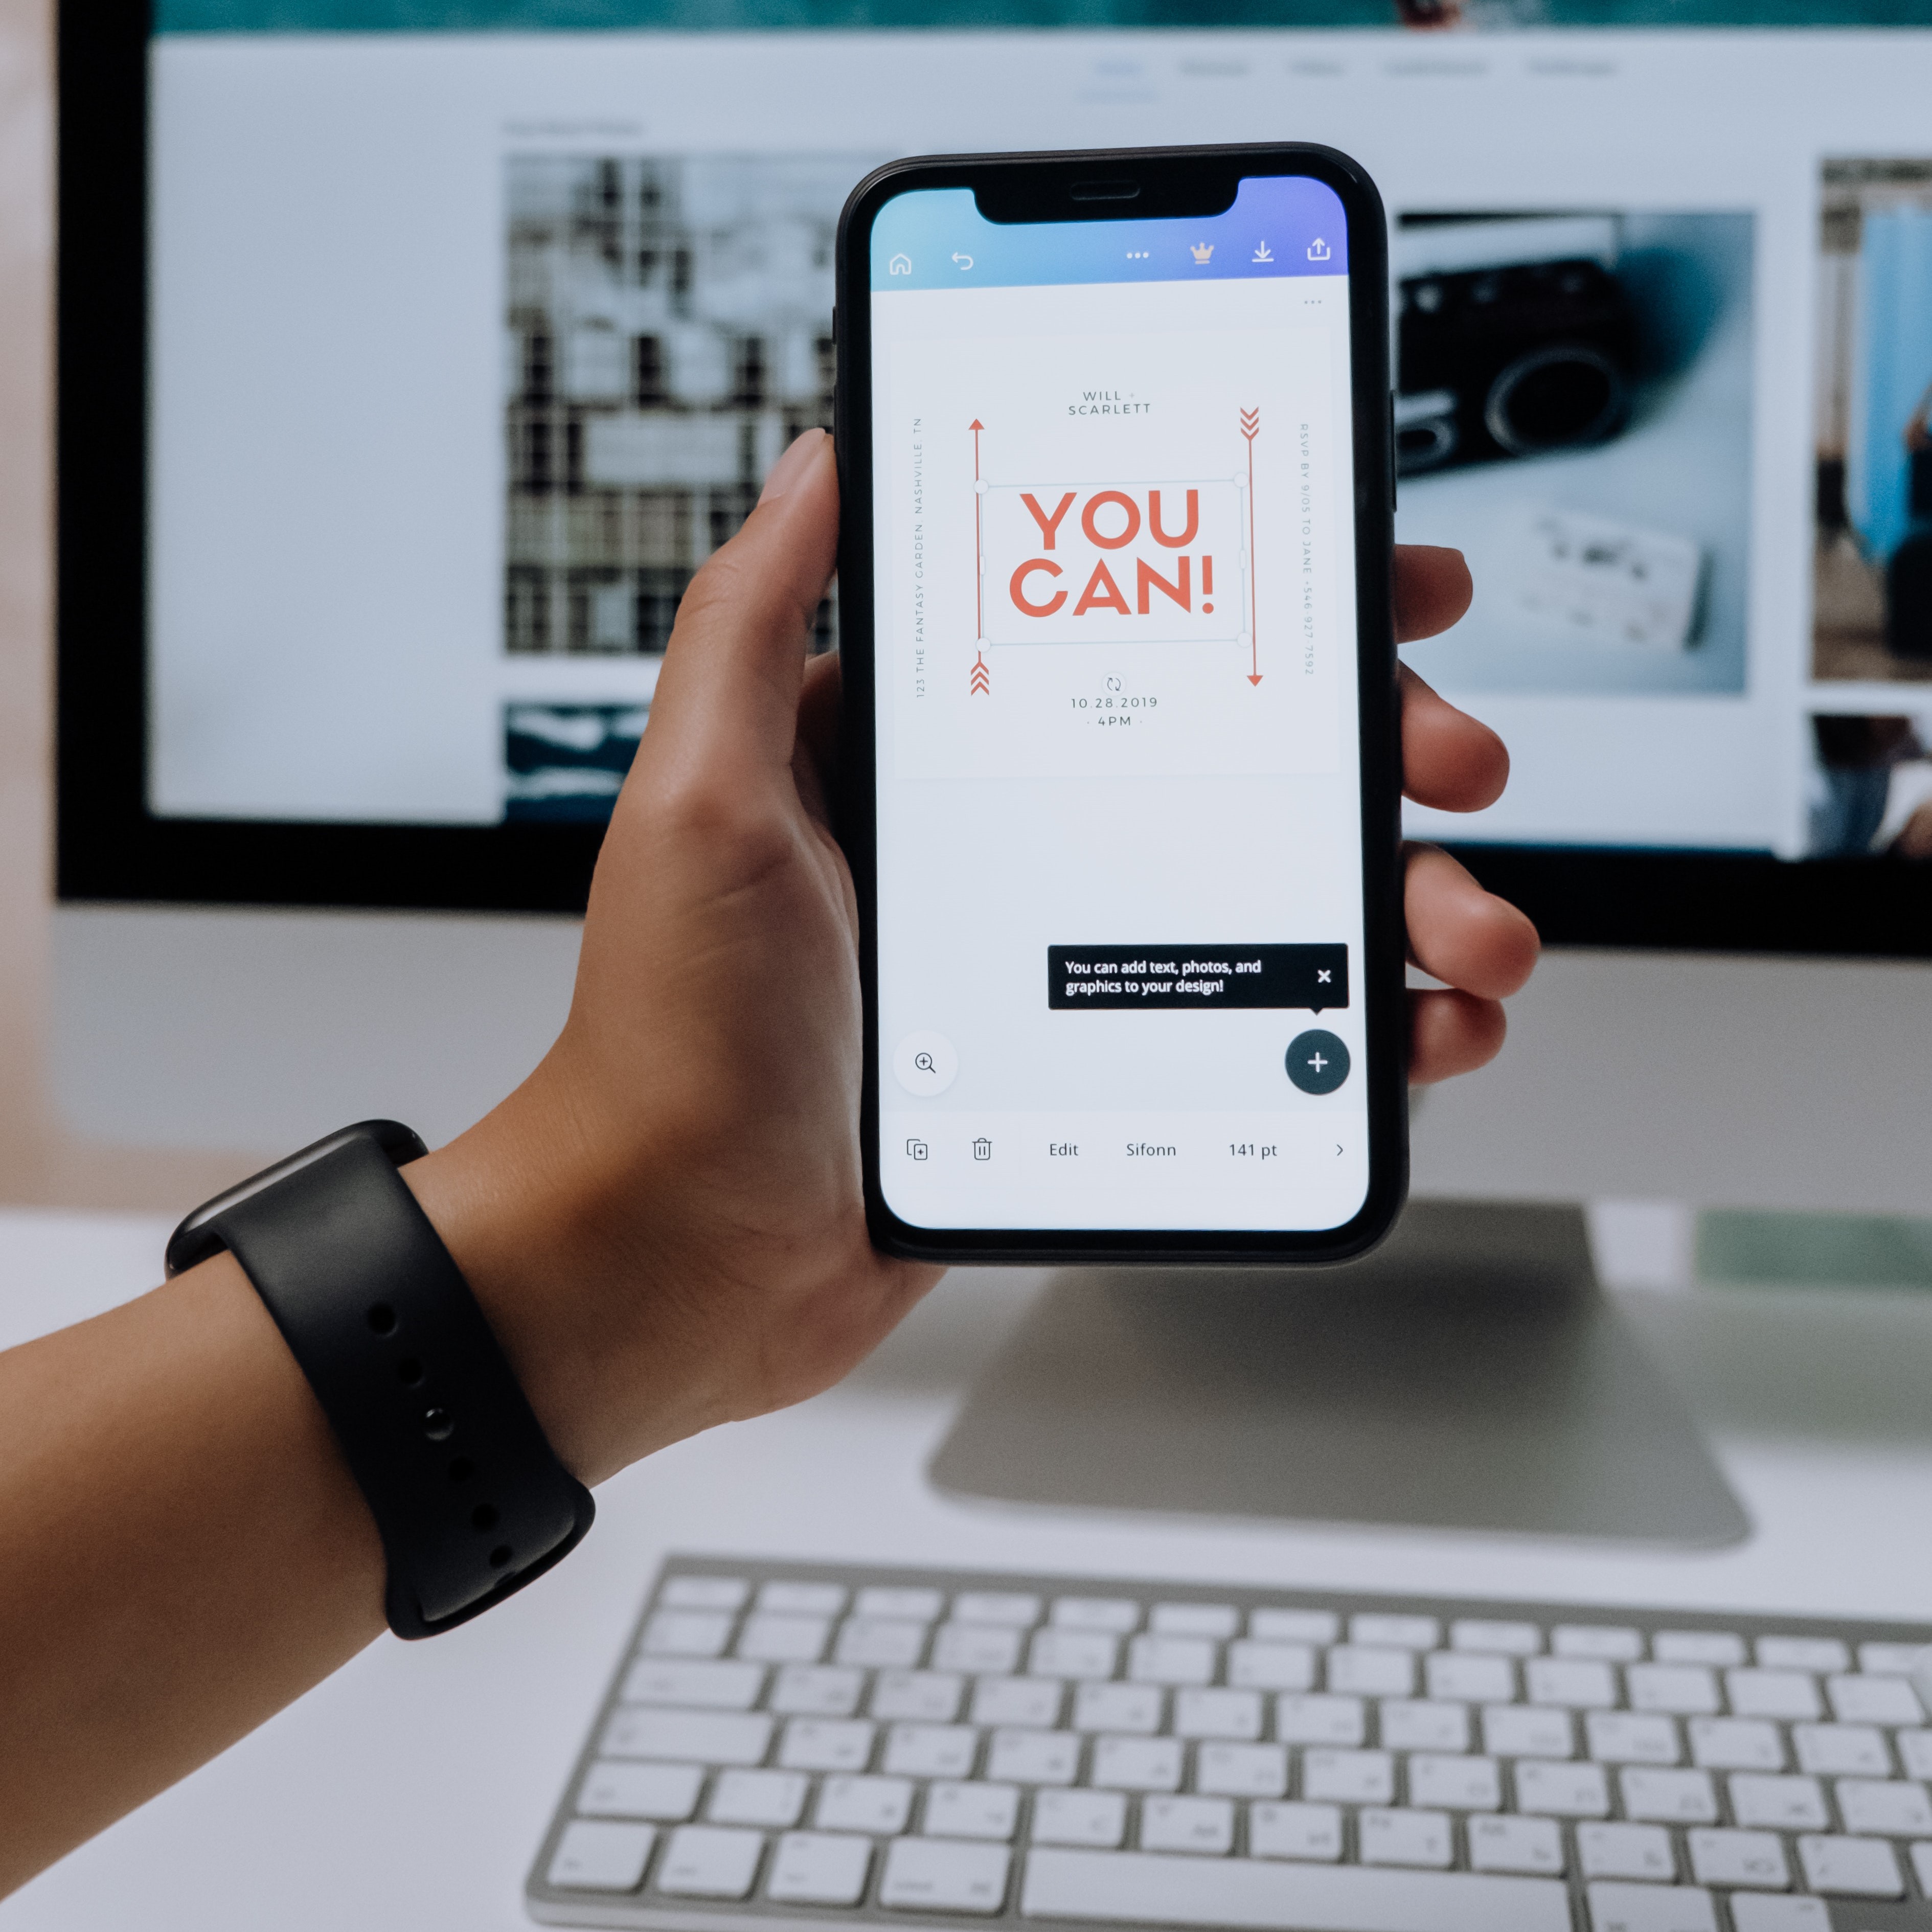 WILL +
SCARLETT
123 THE FANTASY GARDEN NASHVILLE, TN
YOU
CAN!
RSVP BY 9/05 TO JANE • 546 927 7592
10.28.2019
· 4PM ·
You can add text, photos, and
graphics to your design!
Edit Sifonn 141 pt